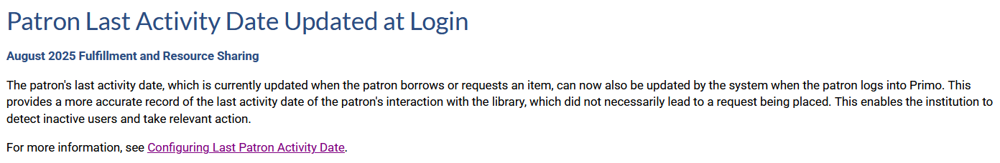 Patron Last Activity Date Updated at Login
August 2025 Fulfillment and Resource Sharing
The patron's last activity date, which is currently updated when the patron borrows or requests an item, can now also be updated by the system when the patron logs into Primo. This
provides a more accurate record of the last activity date of the patron's interaction with the library, which did not necessarily lead to a request being placed. This enables the institution to
detect inactive users and take relevant action.
For more information, see Configuring Last Patron Activity Date.